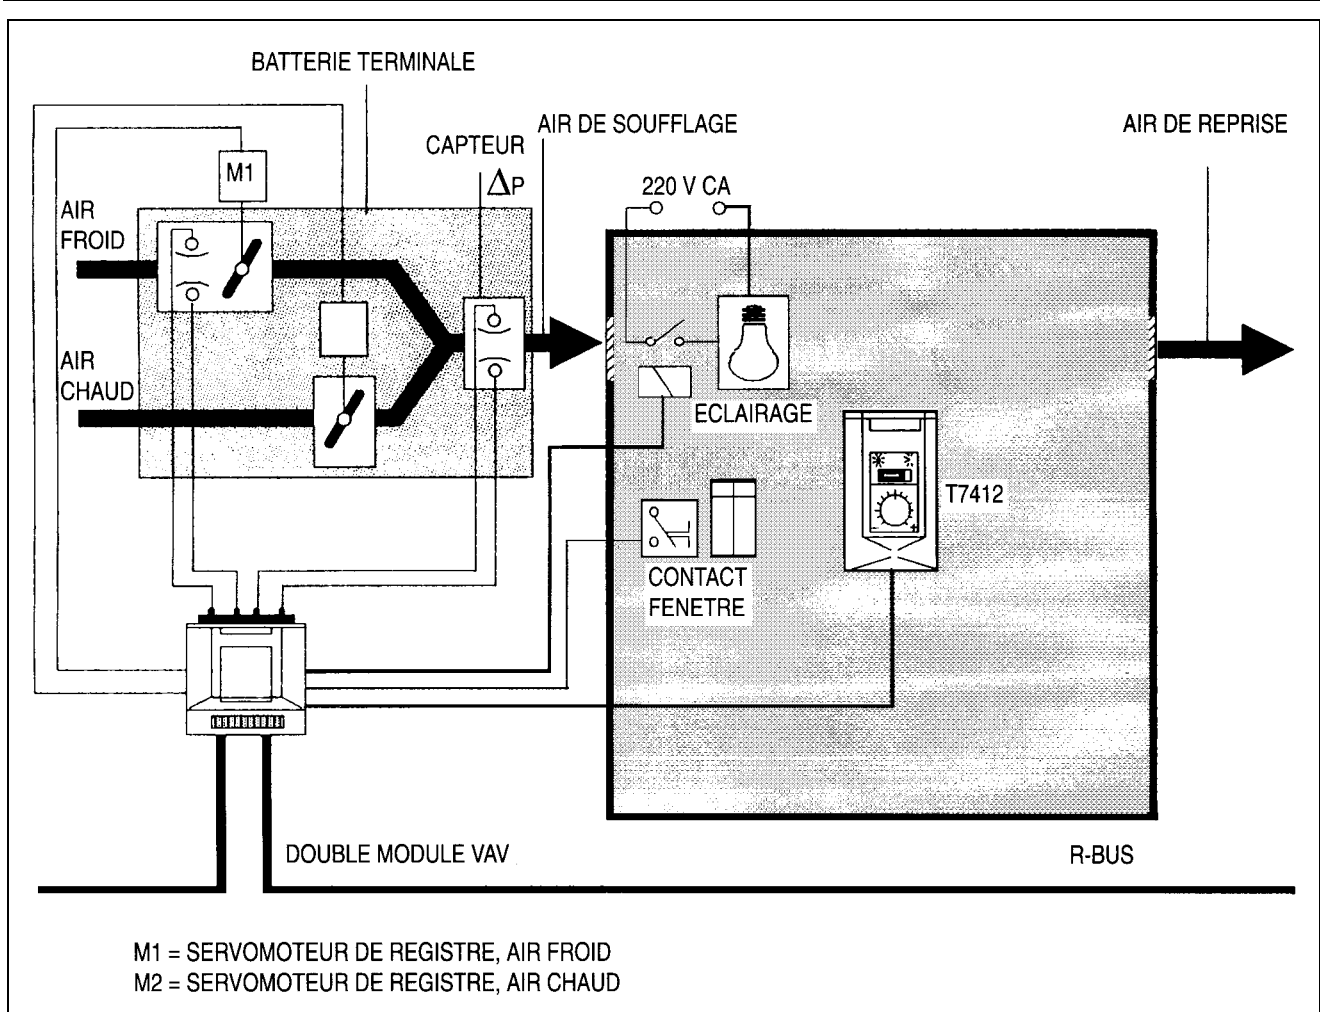 BATTERIE TERMINALE
AIR DE SOUFFLAGE
AIR DE REPRISE
CAPTEUR
ΔP
M1
220 V CA
AIR
FROID
AIR
CHAUD
ECLAIRAGE
T7412
CONTACT
FENETRE
DOUBLE MODULE VAV
R-BUS
M1 = SERVOMOTEUR DE REGISTRE, AIR FROID
M2 = SERVOMOTEUR DE REGISTRE, AIR CHAUD